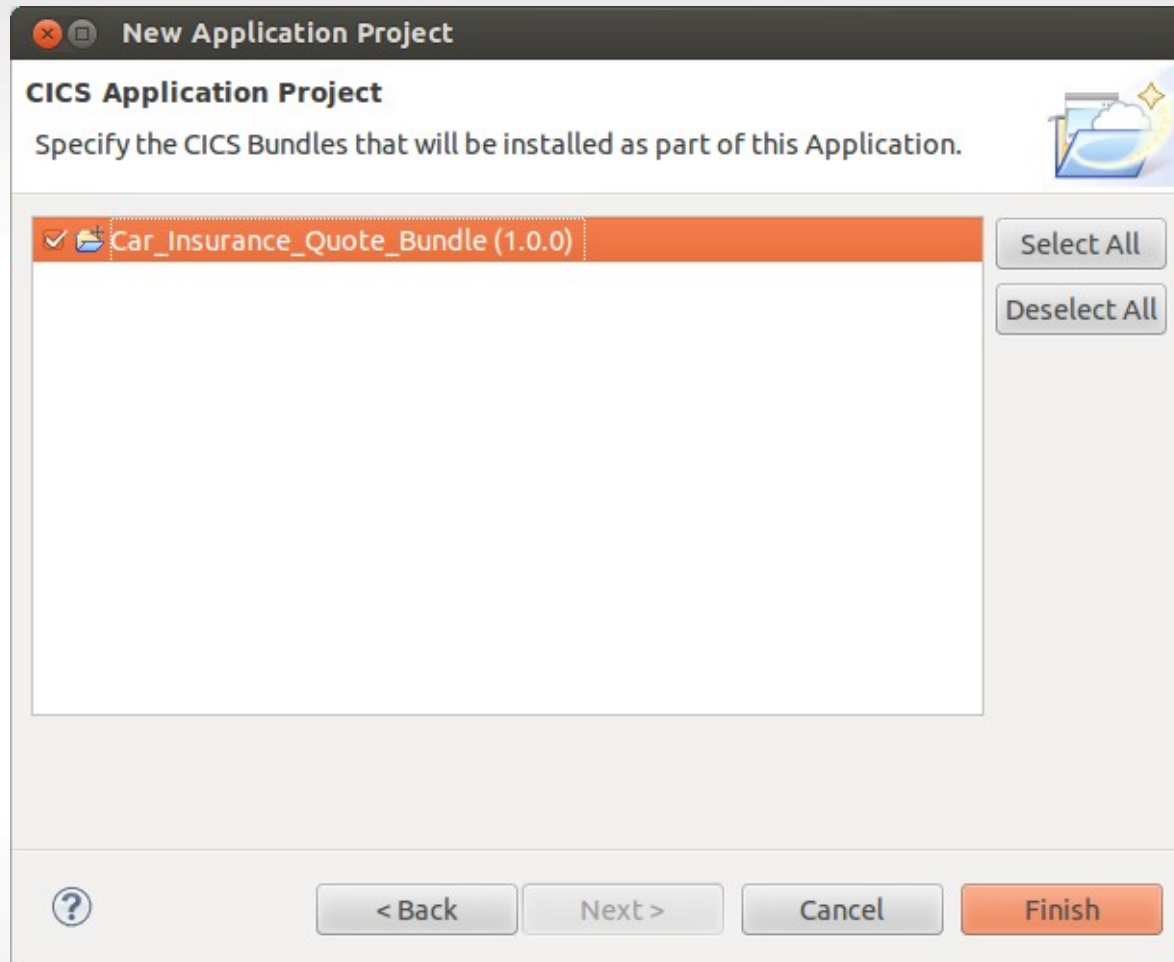 New Application Project
CICS Application Project
Specify the CICS Bundles that will be installed as part of this Application.
Car_Insurance_Quote_Bundle (1.0.0)
Select All
Deselect All
?
< Back
Next >
Cancel
Finish